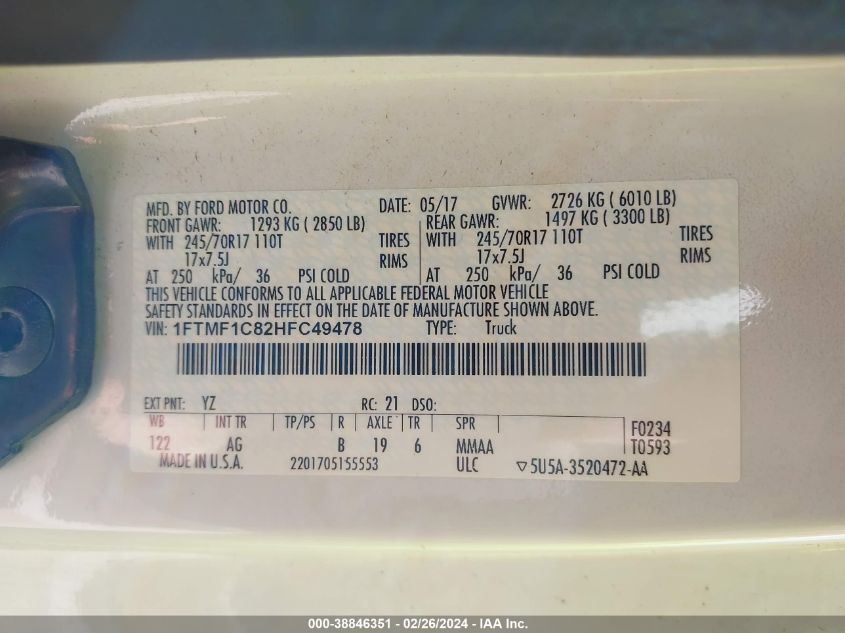 MFD. BY FORD MOTOR CO. DATE: 05/17 GVWR: 2726 KG ( 6010 LB)
FRONT GAWR: 1293 KG ( 2850 LB) REAR GAWR: 1497 KG ( 3300 LB)
WITH 245/70R17 110T TIRES WITH 245/70R17 110T TIRES
17x7.5J RIMS 17x7.5J RIMS
AT 250 kPa/ 36 PSI COLD AT 250 kPa/ 36 PSI COLD
THIS VEHICLE CONFORMS TO ALL APPLICABLE FEDERAL MOTOR VEHICLE
SAFETY STANDARDS IN EFFECT ON THE DATE OF MANUFACTURE SHOWN ABOVE.
VIN: 1FTMF1C82HFC49478 TYPE: Truck
EXT PNT: YZ RC: 21 DSO:
WB INT TR TP/PS R AXLE TR SPR F0234
122 AG B 19 6 MMAA T0593
MADE IN U.S.A. 2201705155553 ULC ▽5U5A-3520472-AA
000-38846351 - 02/26/2024 - IAA Inc.